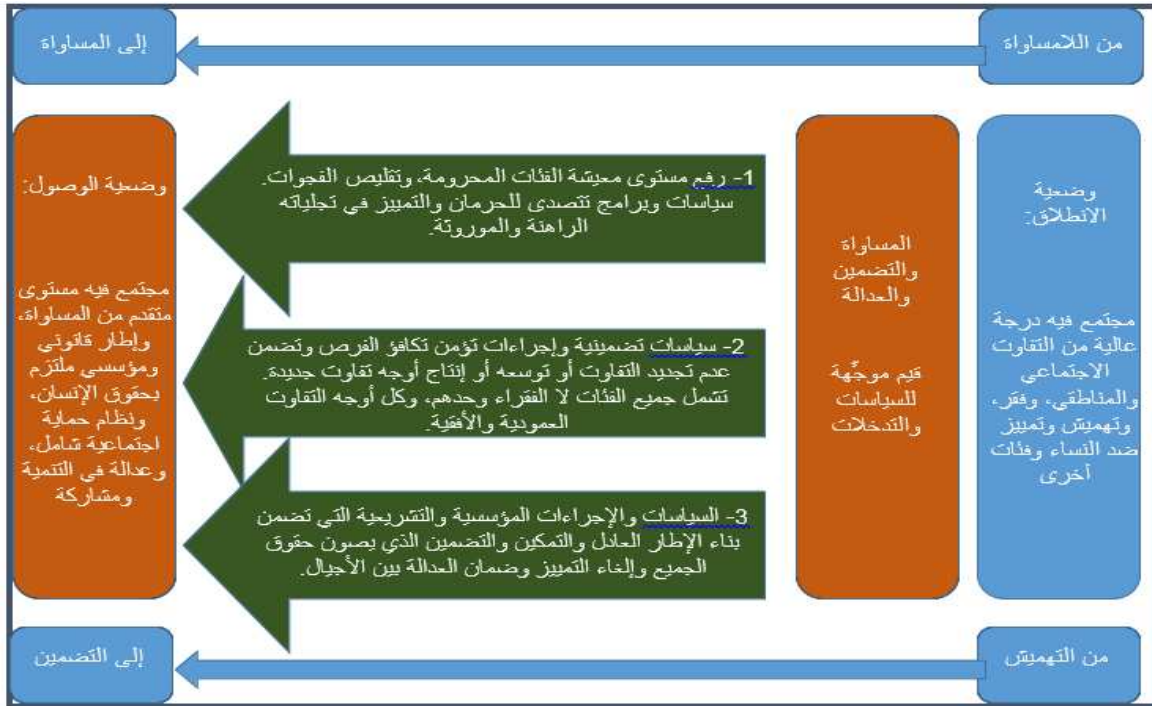 من اللامساواة
إلى المساواة
وضعية
الانطلاق:
مجتمع فيه درجة
عالية من التفاوت
الاجتماعي
والمناطقي، وفقر،
وتهميش وتمييز
ضد النساء وفئات
أخرى
المساواة
والتضمين
والعدالة
قيم موجّهة
للسياسات
والتدخلات
1- رفع مستوى معيشة الفئات المحرومة، وتقليص الفجوات.
سياسات وبرامج تتصدى للحرمان والتمييز في تجلياته
الراهنة والموروثة.
2- سياسات تضمينية وإجراءات تؤمن تكافؤ الفرص وتضمن
عدم تجديد التفاوت أو توسعه أو إنتاج أوجه تفاوت جديدة.
تشمل جميع الفئات لا الفقراء وحدهم، وكل أوجه التفاوت
العمودية والأفقية.
3- السياسات والإجراءات المؤسسية والتشريعية التي تضمن
بناء الإطار العادل والتمكين والتضمين الذي يصون حقوق
الجميع وإلغاء التمييز وضمان العدالة بين الأجيال.
وضعية الوصول:
مجتمع فيه مستوى
متقدم من المساواة،
وإطار قانوني
ومؤسسي ملتزم
بحقوق الإنسان،
ونظام حماية
اجتماعية شامل،
وعدالة في التنمية
ومشاركة
من التهميش
إلى التضمين